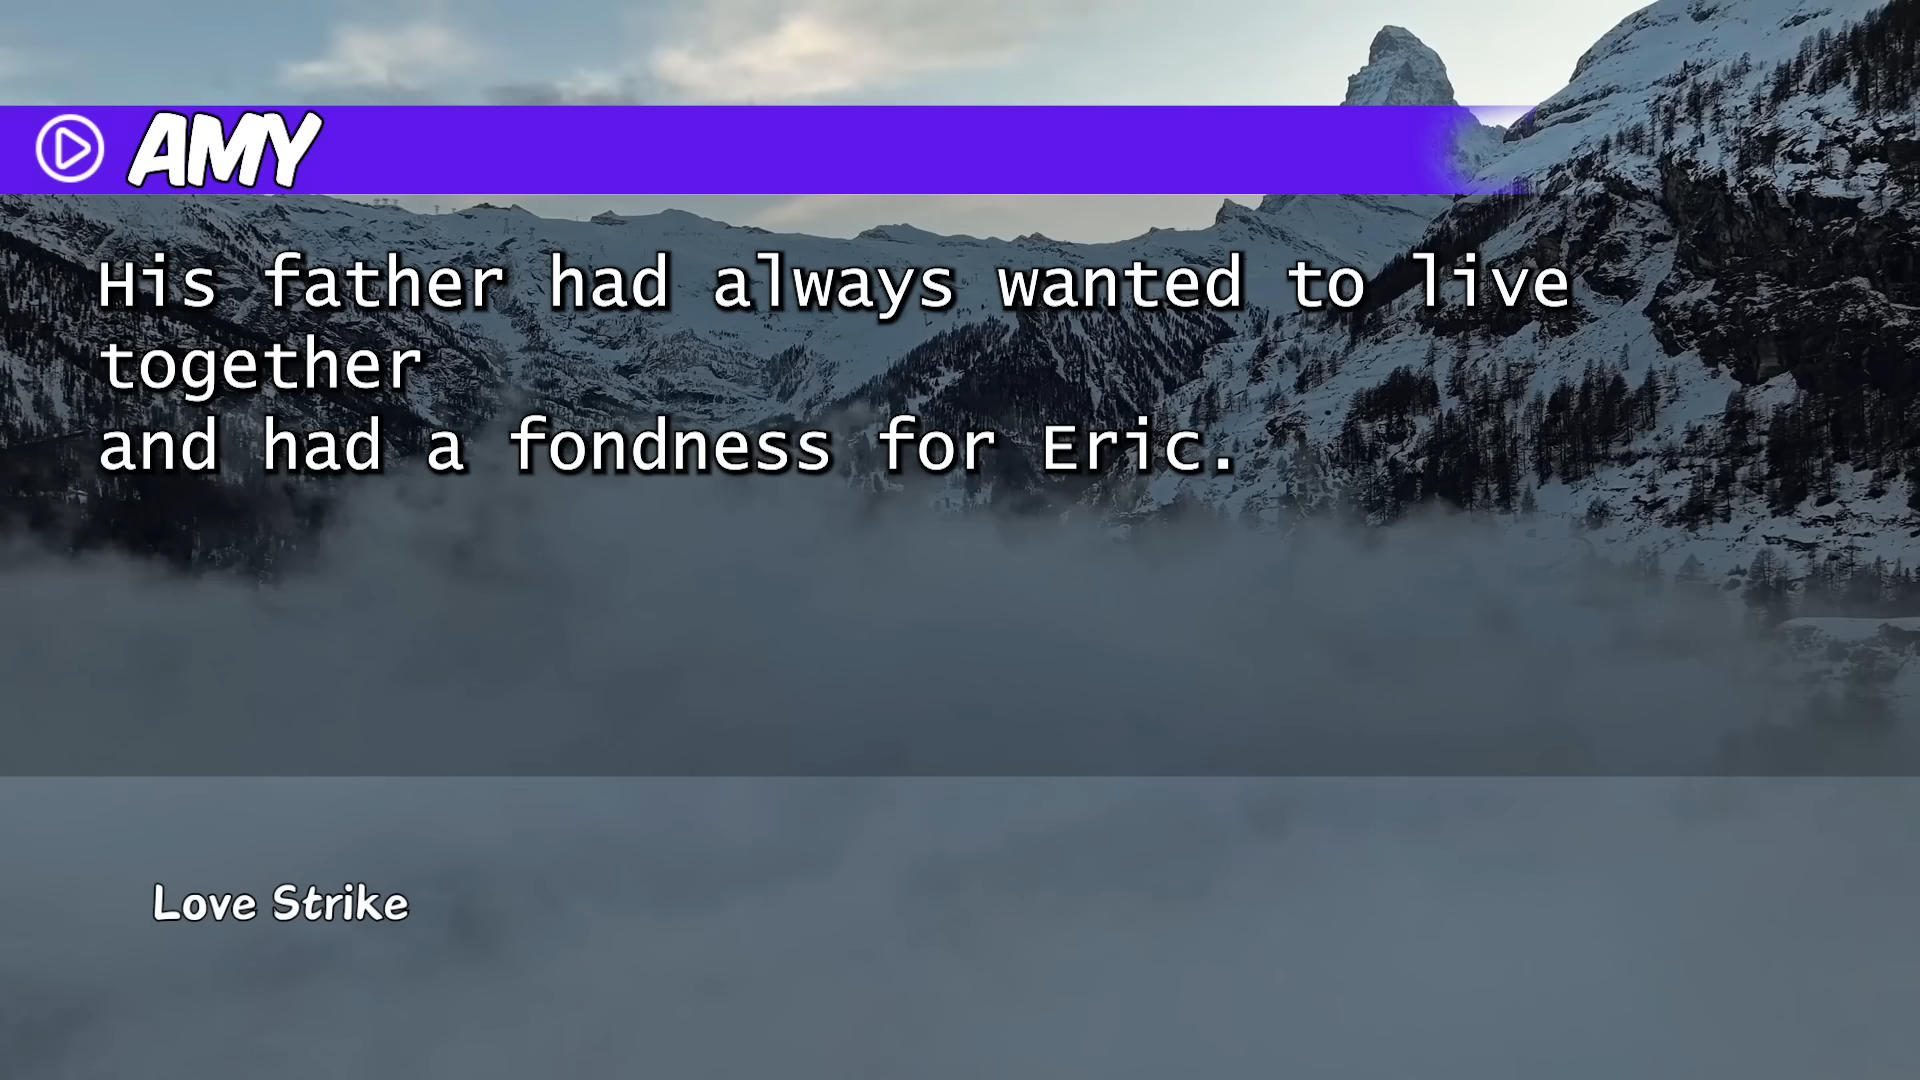 AMY
His father had always wanted to live
together
and had a fondness for Eric.
Love Strike